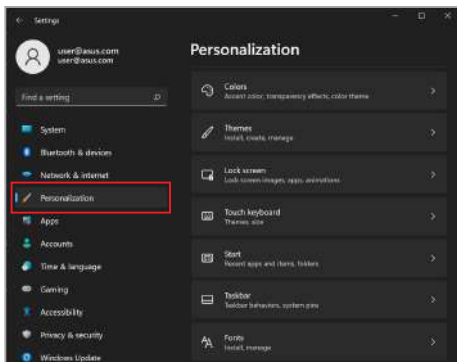 Settings
user@asus.com
user@asus.com
Find a setting
System
Bluetooth & devices
Network & internet
Personalization
Apps
Accounts
Time & language
Gaming
Accessibility
Privacy & security
Windows Update
Personalization
Colors
Accent color, transparency effects, color theme
Themes
Install, create, manage
Lock screen
Lock screen images, apps, animations
Touch keyboard
Themes, size
Start
Recent apps and items, folders
Taskbar
Taskbar behaviors, system pins
Fonts
Install, manage